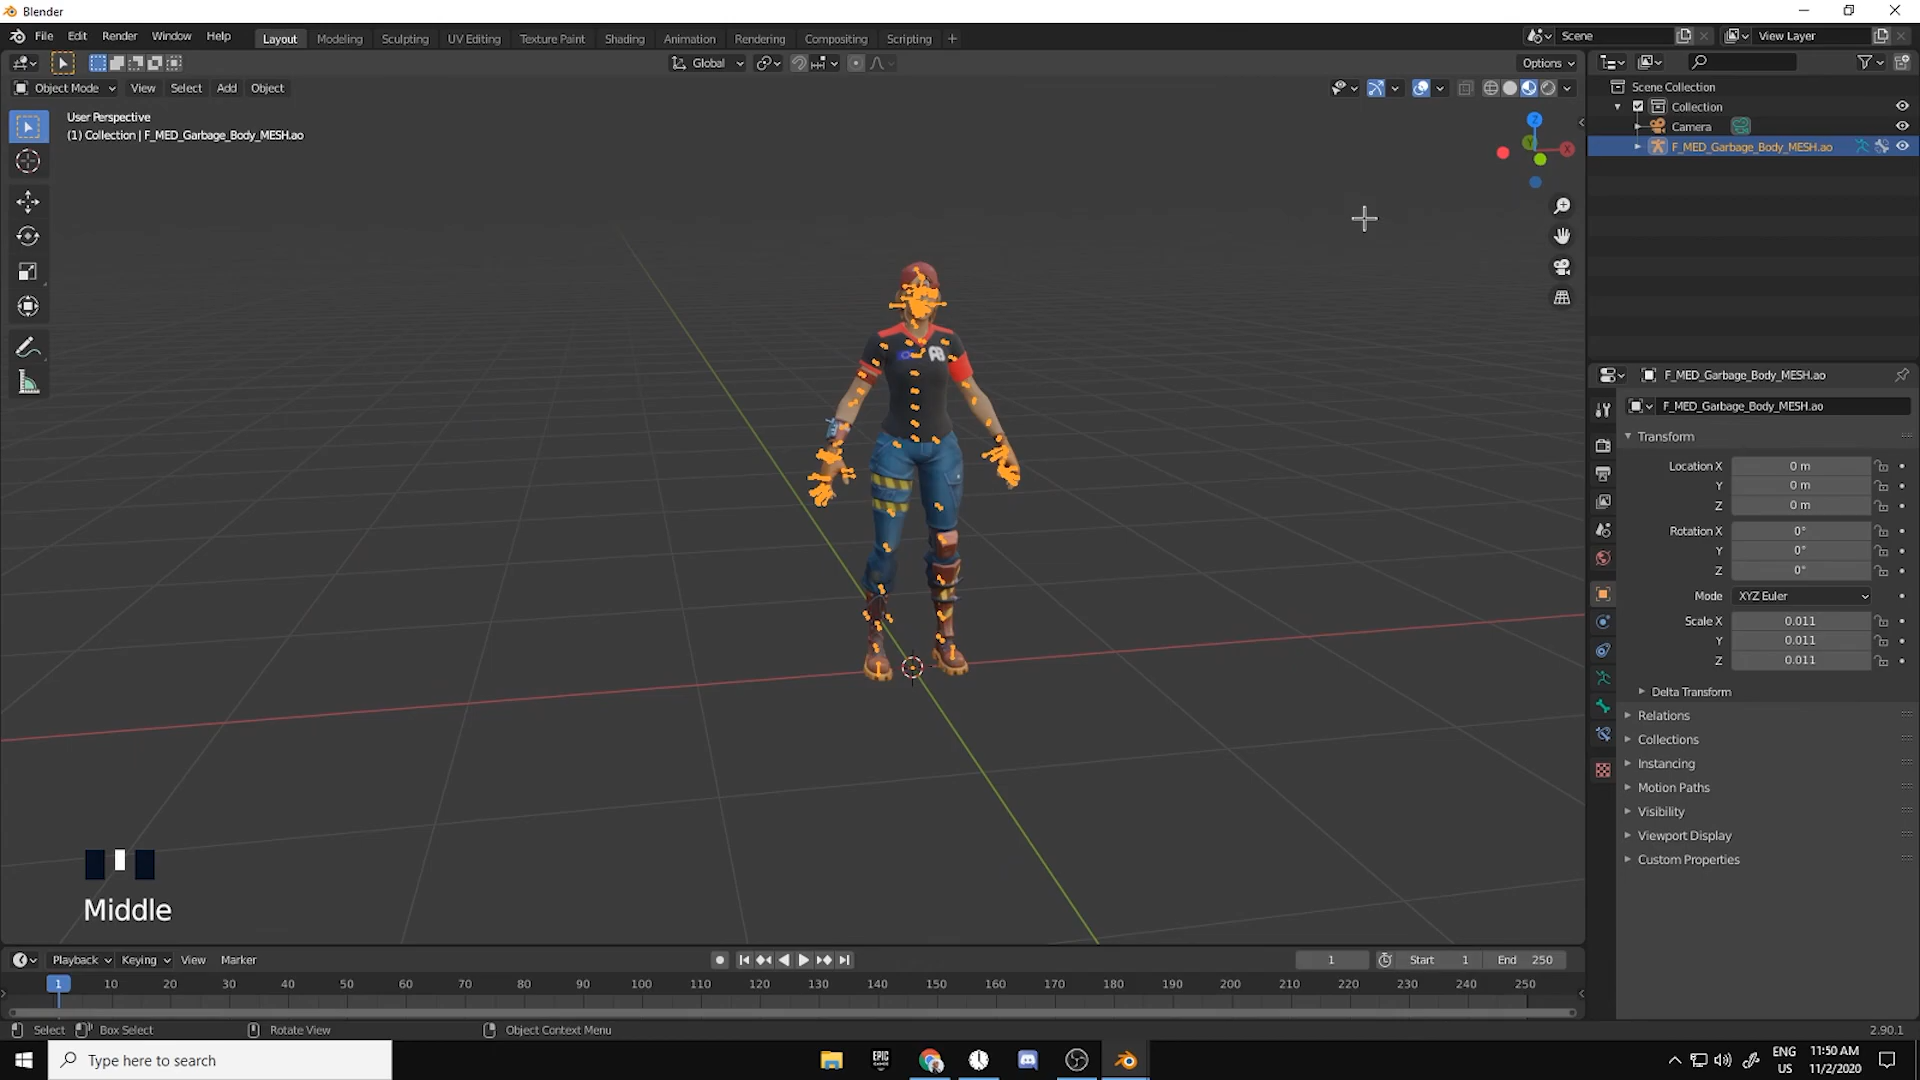 Blender
File Edit Render Window Help Layout Modeling Sculpting UV Editing Texture Paint Shading Animation Rendering Compositing Scripting + Scene View Layer
Global Options
Object Mode View Select Add Object
User Perspective
(1) Collection | F_MED_Garbage_Body_MESH.ao
Z
Y
X
Scene Collection
Collection
Camera
F_MED_Garbage_Body_MESH.ao
F_MED_Garbage_Body_MESH.ao
F_MED_Garbage_Body_MESH.ao
Transform
Location X 0 m
Y 0 m
Z 0 m
Rotation X 0°
Y 0°
Z 0°
Mode XYZ Euler
Scale X 0.011
Y 0.011
Z 0.011
Delta Transform
Relations
Collections
Instancing
Motion Paths
Visibility
Viewport Display
Custom Properties
Middle
Playback Keying View Marker 1 Start 1 End 250
1 10 20 30 40 50 60 70 80 90 100 110 120 130 140 150 160 170 180 190 200 210 220 230 240 250
Select Box Select Rotate View Object Context Menu 2.90.1
Type here to search
EPIC
ENG
US
11:50 AM
11/2/2020